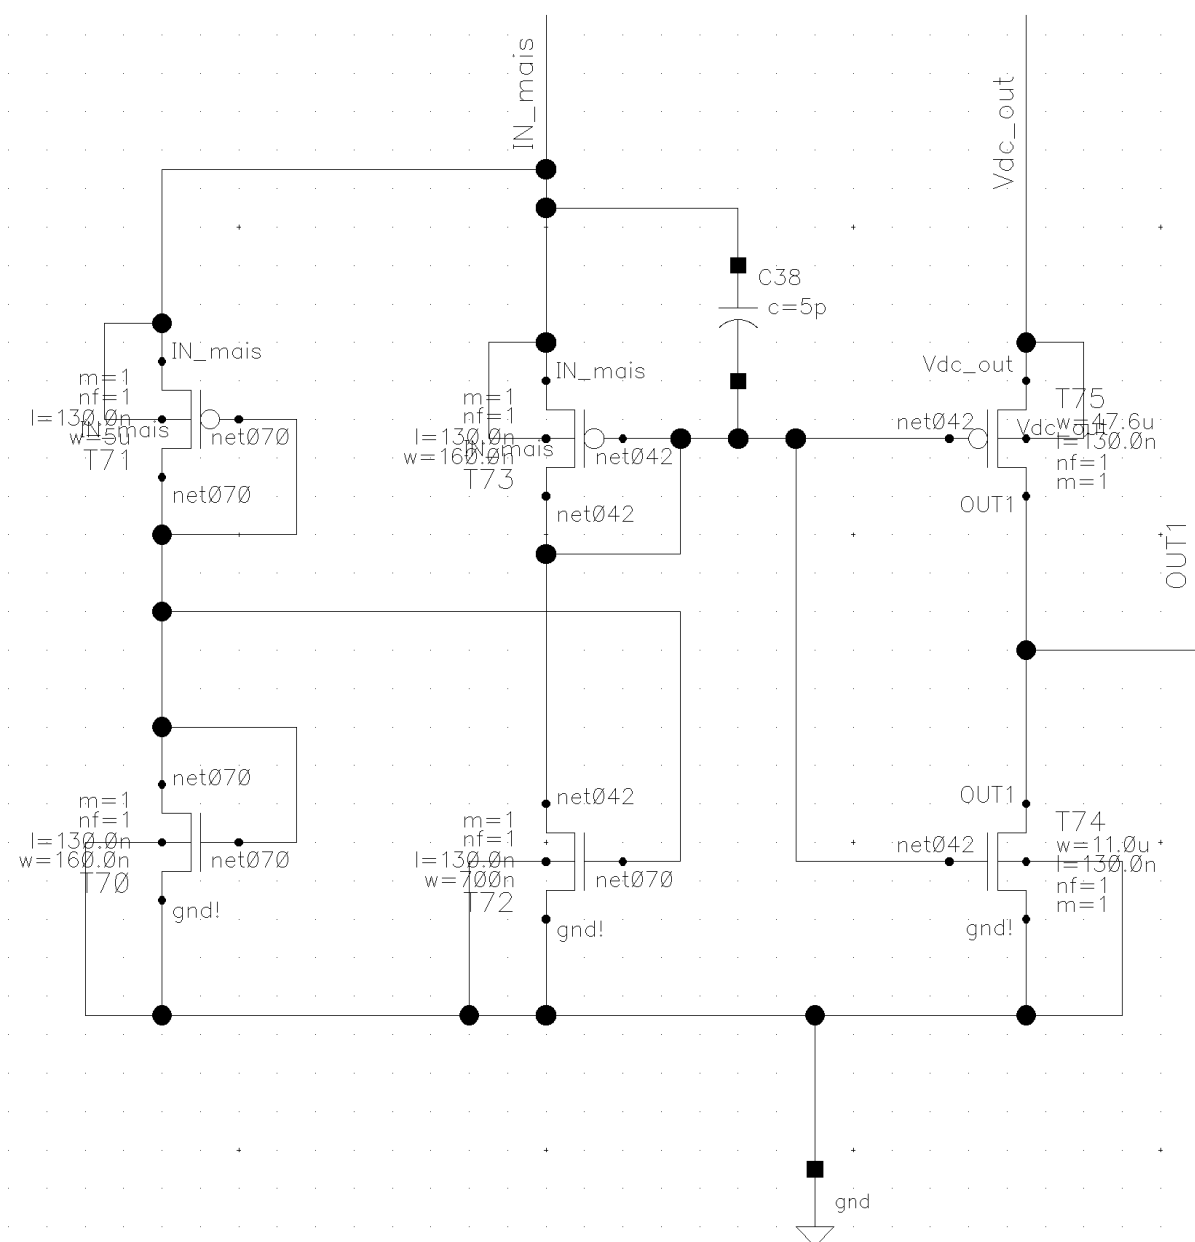 IN_mais
Vdc_out
C38
c=5p
IN_mais
m=1
nf=1
l=130.0n
w=5u
T71
IN_mais
net070
net070
IN_mais
m=1
nf=1
l=130.0n
w=160.0n
T73
IN_mais
net042
net042
Vdc_out
T75
w=47.6u
l=130.0n
nf=1
m=1
net042
Vdc_out
OUT1
OUT1
net070
m=1
nf=1
l=130.0n
w=160.0n
T70
net070
gnd!
net042
m=1
nf=1
l=130.0n
w=700n
T72
net070
gnd!
OUT1
T74
w=11.0u
l=130.0n
nf=1
m=1
net042
gnd!
gnd